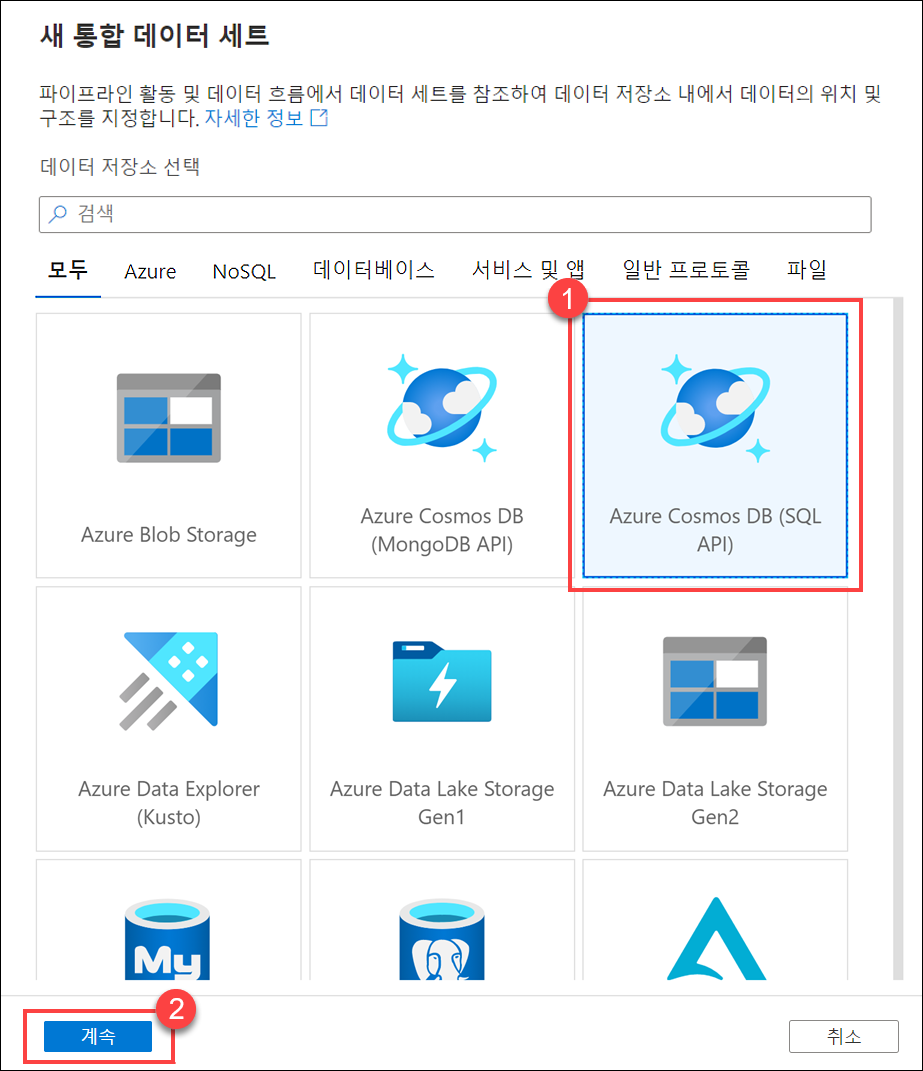 새 통합 데이터 세트
파이프라인 활동 및 데이터 흐름에서 데이터 세트를 참조하여 데이터 저장소 내에서 데이터의 위치 및
구조를 지정합니다. 자세한 정보
데이터 저장소 선택
검색
모두 Azure NoSQL 데이터베이스 서비스 및 앱 일반 프로토콜 파일
1
Azure Blob Storage
Azure Cosmos DB
(MongoDB API)
Azure Cosmos DB (SQL
API)
Azure Data Explorer
(Kusto)
Azure Data Lake Storage
Gen1
Azure Data Lake Storage
Gen2
My
2
계속
취소